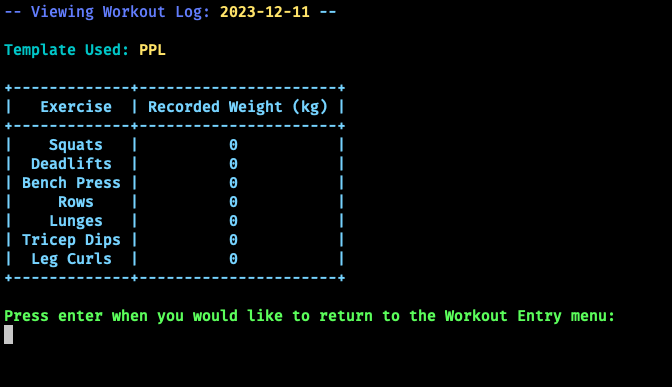 -- Viewing Workout Log: 2023-12-11 --
Template Used: PPL
+-------------+----------------------+
|   Exercise  | Recorded Weight (kg) |
+-------------+----------------------+
|    Squats   |          0           |
|  Deadlifts  |          0           |
| Bench Press |          0           |
|     Rows    |          0           |
|    Lunges   |          0           |
| Tricep Dips |          0           |
|  Leg Curls  |          0           |
+-------------+----------------------+
Press enter when you would like to return to the Workout Entry menu: